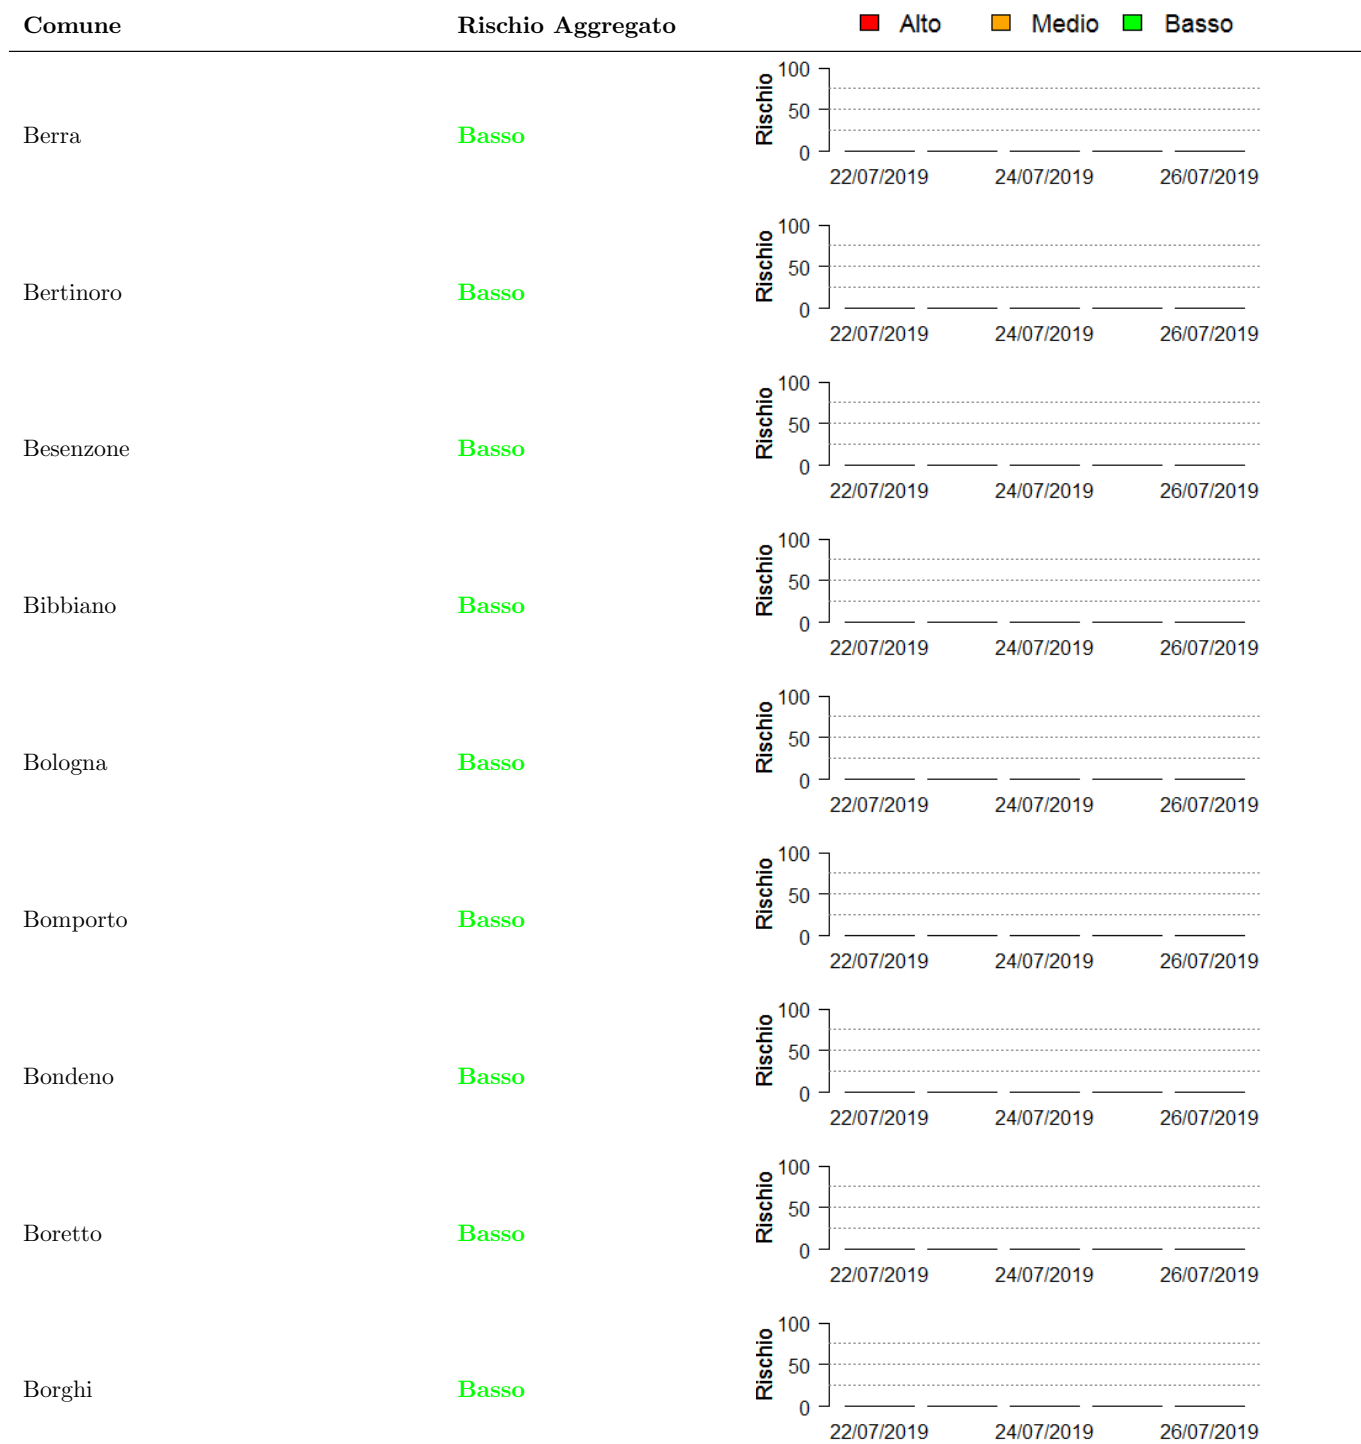 Comune Rischio Aggregato Alto Medio Basso
100
50
0
Rischio
Berra Basso
22/07/2019 24/07/2019 26/07/2019
100
50
0
Rischio
Bertinoro Basso
22/07/2019 24/07/2019 26/07/2019
100
50
0
Rischio
Besenzone Basso
22/07/2019 24/07/2019 26/07/2019
100
50
0
Rischio
Bibbiano Basso
22/07/2019 24/07/2019 26/07/2019
100
50
0
Rischio
Bologna Basso
22/07/2019 24/07/2019 26/07/2019
100
50
0
Rischio
Bomporto Basso
22/07/2019 24/07/2019 26/07/2019
100
50
0
Rischio
Bondeno Basso
22/07/2019 24/07/2019 26/07/2019
100
50
0
Rischio
Boretto Basso
22/07/2019 24/07/2019 26/07/2019
100
50
0
Rischio
Borghi Basso
22/07/2019 24/07/2019 26/07/2019